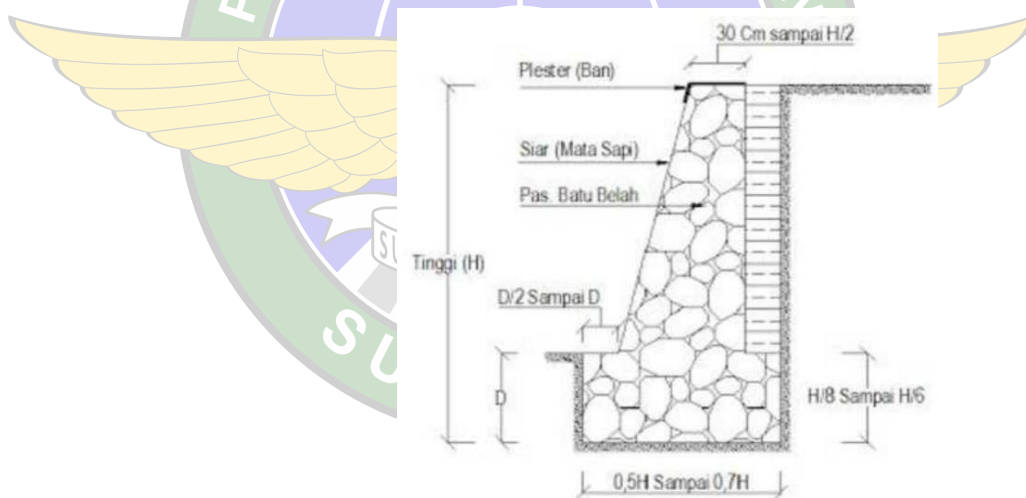 30 Cm sampai H/2
Plester (Ban)
Siar (Mata Sapi)
Pas. Batu Belah
Tinggi (H)
D/2 Sampai D
D
H/8 Sampai H/6
0,5H Sampai 0,7H